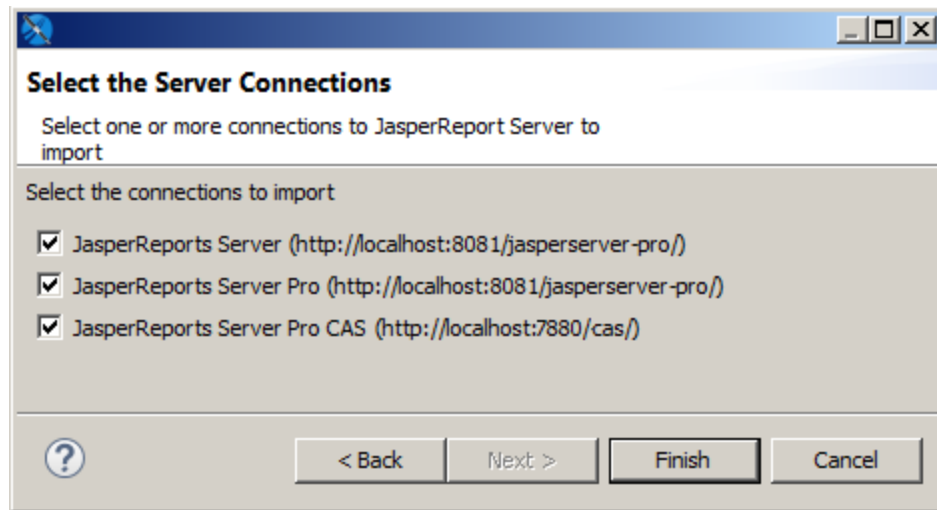 Select the Server Connections
Select one or more connections to JasperReport Server to
import
Select the connections to import
JasperReports Server (http://localhost:8081/jasperserver-pro/)
JasperReports Server Pro (http://localhost:8081/jasperserver-pro/)
JasperReports Server Pro CAS (http://localhost:7880/cas/)
? < Back Next > Finish Cancel